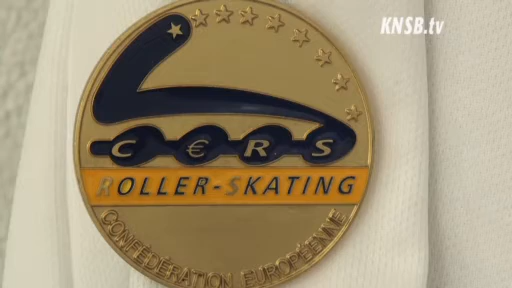 KNSB.tv
C€RS
ROLLER-SKATING
CONFÉDÉRATION EUROPÉENNE